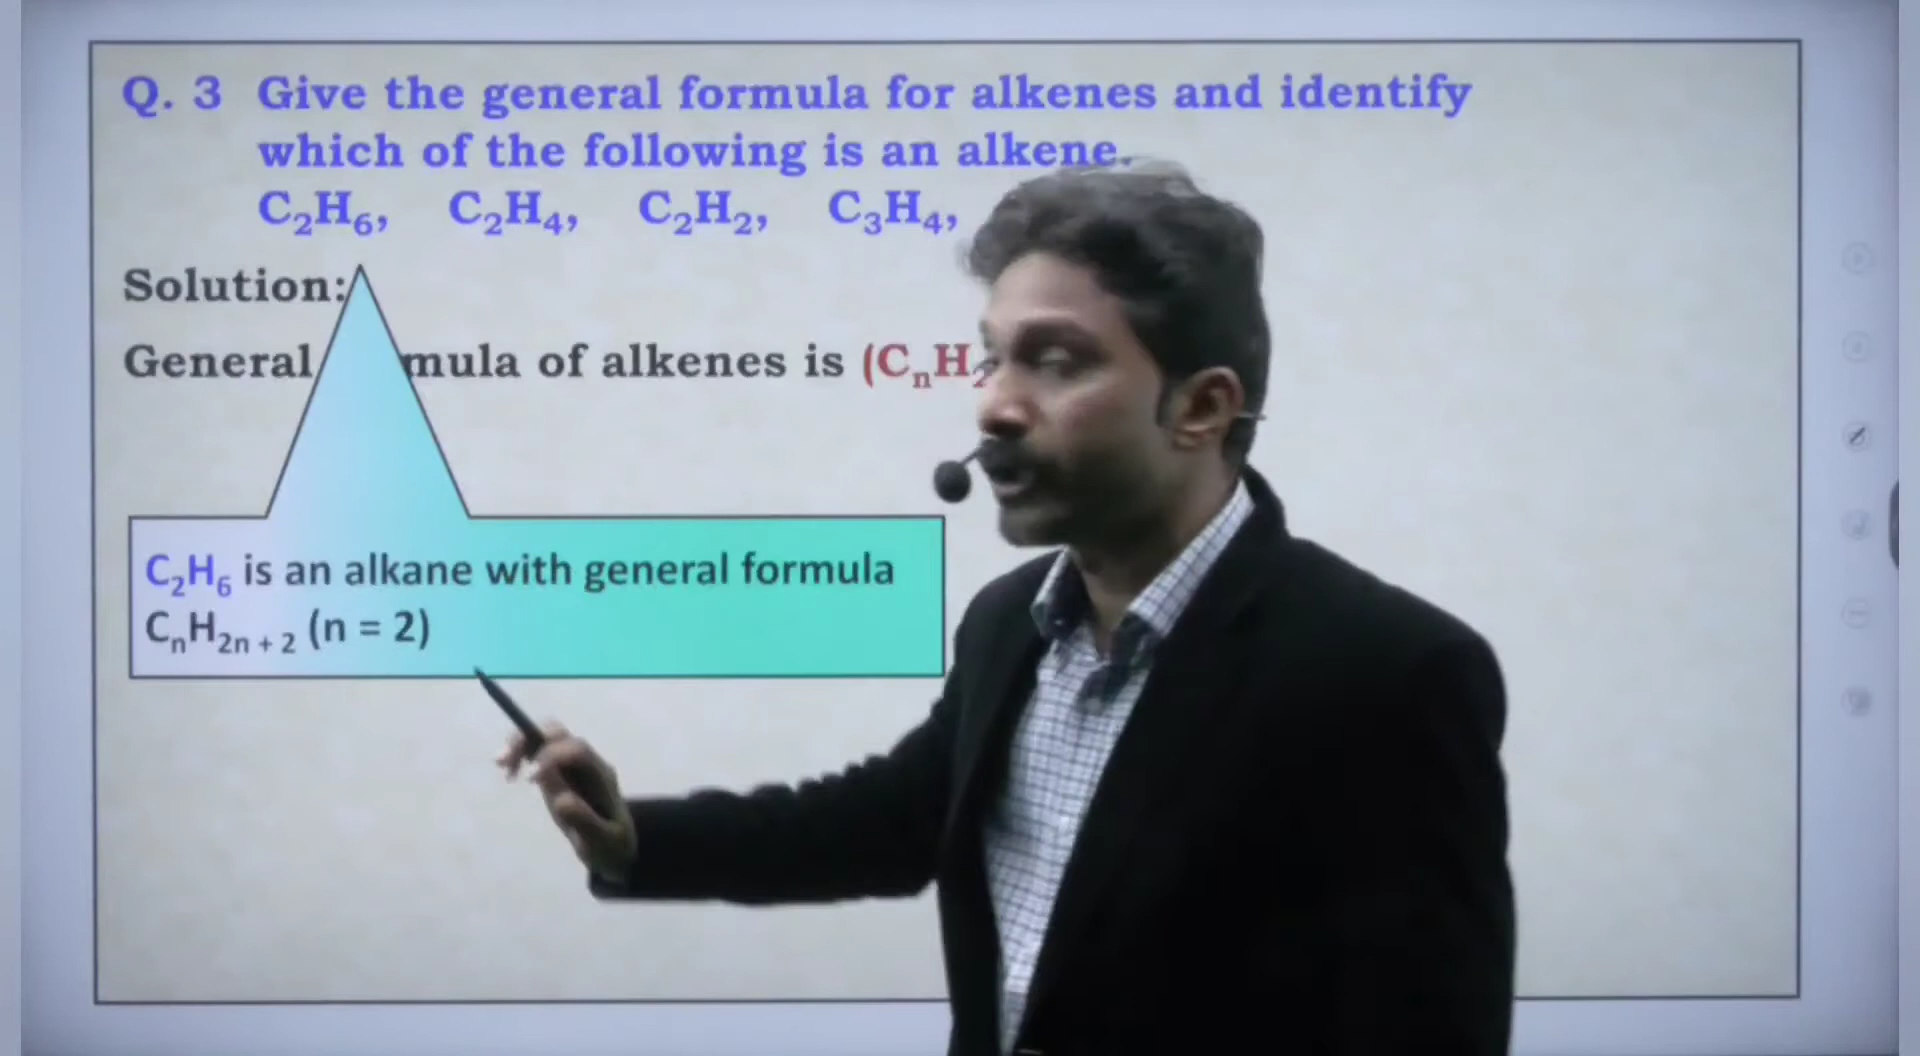 Q. 3 Give the general formula for alkenes and identify
which of the following is an alkene.
C₂H₆, C₂H₄, C₂H₂, C₃H₄,
Solution:
General mula of alkenes is (CₙH₂
C₂H₆ is an alkane with general formula
CₙH₂ₙ ₊ ₂ (n = 2)